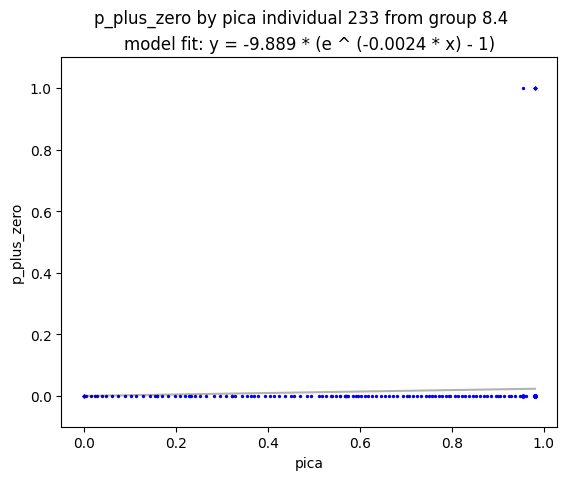 p_plus_zero by pica individual 233 from group 8.4
model fit: y = -9.889 * (e ^ (-0.0024 * x) - 1)
1.0
0.8
0.6
0.4
0.2
0.0
p_plus_zero
0.0 0.2 0.4 0.6 0.8 1.0
pica